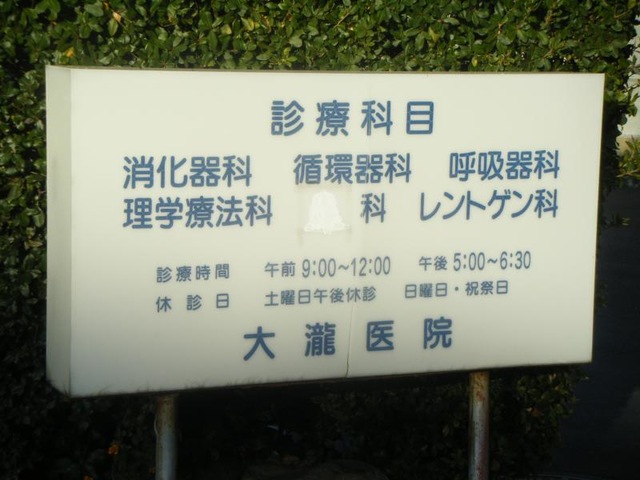 診療科目
消化器科 循環器科 呼吸器科
理学療法科 科 レントゲン科
診療時間 午前 9:00〜12:00 午後 5:00〜6:30
休診日 土曜日午後休診 日曜日・祝祭日
大瀧医院